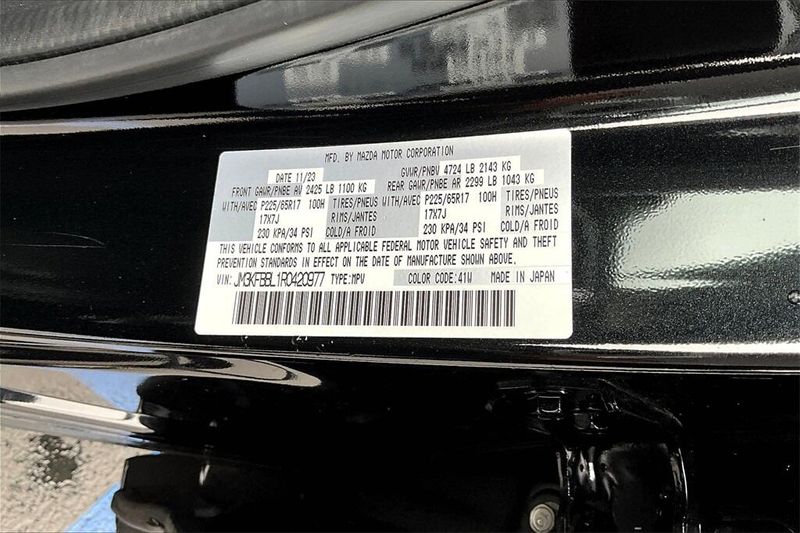 MFD. BY MAZDA MOTOR CORPORATION
DATE 11/23 GVWR/PNBV 4724 LB 2143 KG
FRONT GAWR/PNBE AV 2425 LB 1100 KG REAR GAWR/PNBE AR 2299 LB 1043 KG
WITH/AVEC P225/65R17 100H TIRES/PNEUS WITH/AVEC P225/65R17 100H TIRES/PNEUS
17X7J RIMS/JANTES 17X7J RIMS/JANTES
230 KPA/34 PSI COLD/A FROID 230 KPA/34 PSI COLD/A FROID
THIS VEHICLE CONFORMS TO ALL APPLICABLE FEDERAL MOTOR VEHICLE SAFETY AND THEFT
PREVENTION STANDARDS IN EFFECT ON THE DATE OF MANUFACTURE SHOWN ABOVE.
VIN: JM3KFBBL1R0420977 TYPE:MPV COLOR CODE:41W MADE IN JAPAN